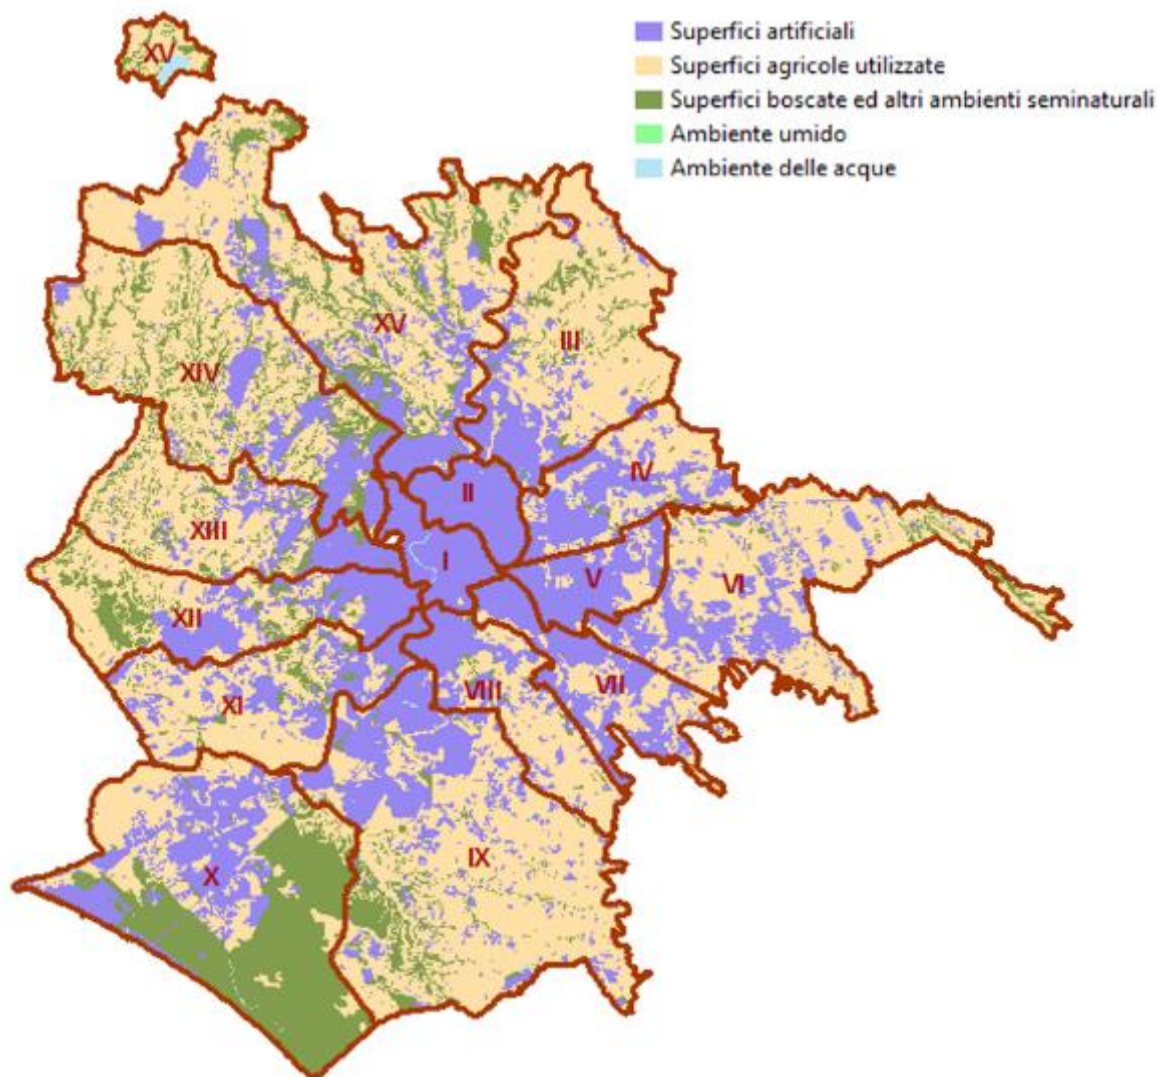 Superfici artificiali
Superfici agricole utilizzate
Superfici boscate ed altri ambienti seminaturali
Ambiente umido
Ambiente delle acque
XV
XV
III
XIV
IV
II
XIII
I
V
VI
XII
VII
VIII
XI
IX
X